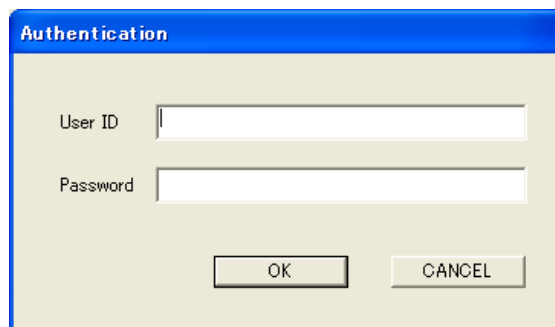 Authentication
User ID
Password
OK
CANCEL